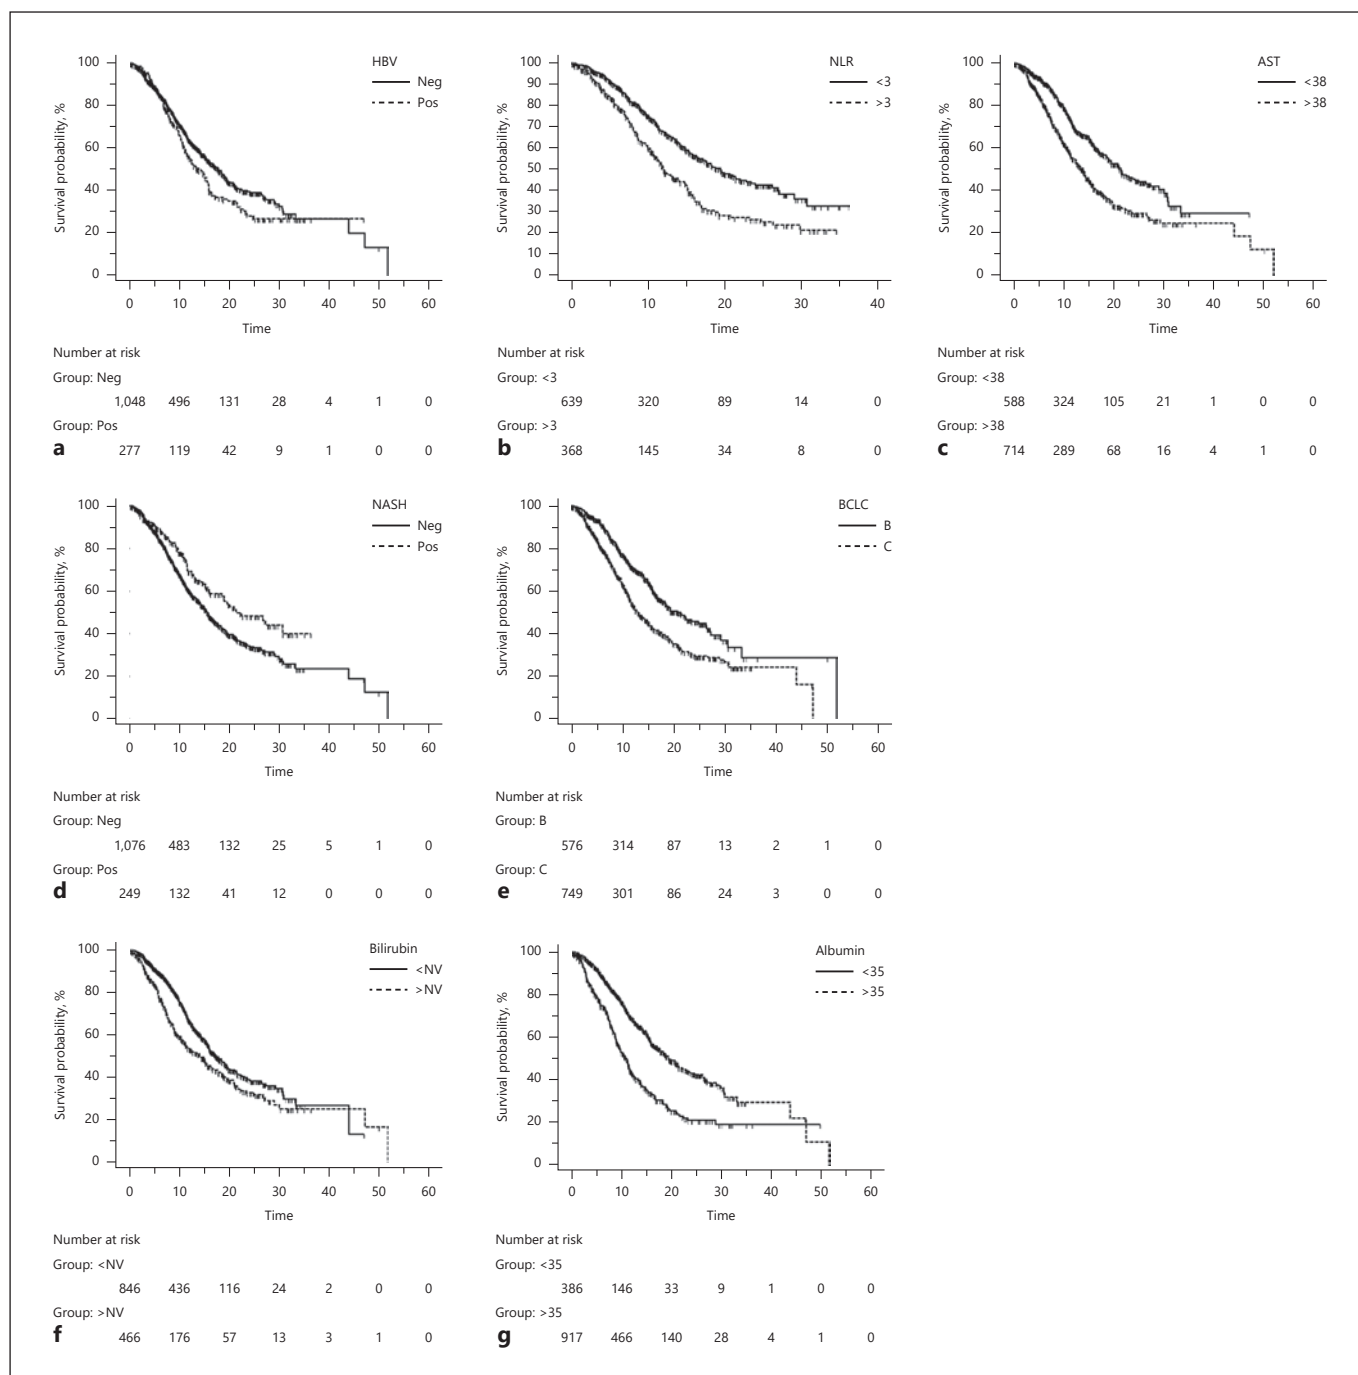 HBV
Neg
Pos
Survival probability, %
100
80
60
40
20
0
0 10 20 30 40 50 60
Time
Number at risk
Group: Neg
1,048 496 131 28 4 1 0
Group: Pos
a 277 119 42 9 1 0 0
NLR
<3
>3
Survival probability, %
100
90
80
70
60
50
40
30
20
10
0
0 10 20 30 40
Time
Number at risk
Group: <3
639 320 89 14 0
Group: >3
b 368 145 34 8 0
AST
<38
>38
Survival probability, %
100
80
60
40
20
0
0 10 20 30 40 50 60
Time
Number at risk
Group: <38
588 324 105 21 1 0 0
Group: >38
c 714 289 68 16 4 1 0
NASH
Neg
Pos
Survival probability, %
100
80
60
40
20
0
0 10 20 30 40 50 60
Time
Number at risk
Group: Neg
1,076 483 132 25 5 1 0
Group: Pos
d 249 132 41 12 0 0 0
BCLC
B
C
Survival probability, %
100
80
60
40
20
0
0 10 20 30 40 50 60
Time
Number at risk
Group: B
576 314 87 13 2 1 0
Group: C
e 749 301 86 24 3 0 0
Bilirubin
<NV
>NV
Survival probability, %
100
80
60
40
20
0
0 10 20 30 40 50 60
Time
Number at risk
Group: <NV
846 436 116 24 2 0 0
Group: >NV
f 466 176 57 13 3 1 0
Albumin
<35
>35
Survival probability, %
100
80
60
40
20
0
0 10 20 30 40 50 60
Time
Number at risk
Group: <35
386 146 33 9 1 0 0
Group: >35
g 917 466 140 28 4 1 0